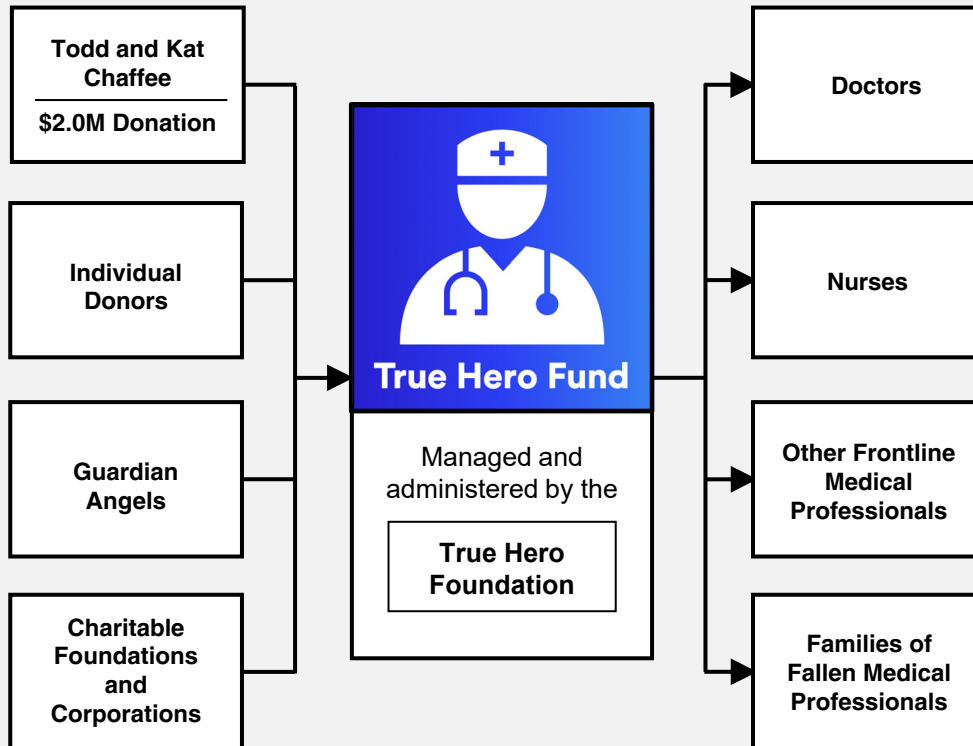 Todd and Kat
Chaffee
$2.0M Donation
Individual
Donors
Guardian
Angels
Charitable
Foundations
and
Corporations
True Hero Fund
Managed and
administered by the
True Hero
Foundation
Doctors
Nurses
Other Frontline
Medical
Professionals
Families of
Fallen Medical
Professionals